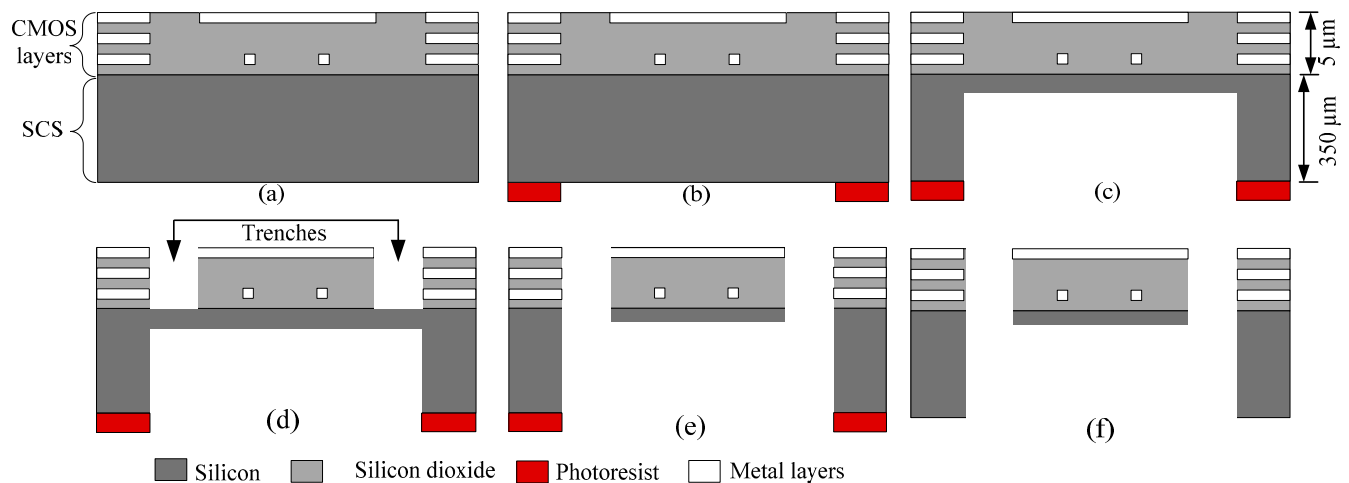 CMOS
layers
SCS
(a)
(b)
(c)
5 μm
350 μm
Trenches
(d)
(e)
(f)
Silicon
Silicon dioxide
Photoresist
Metal layers